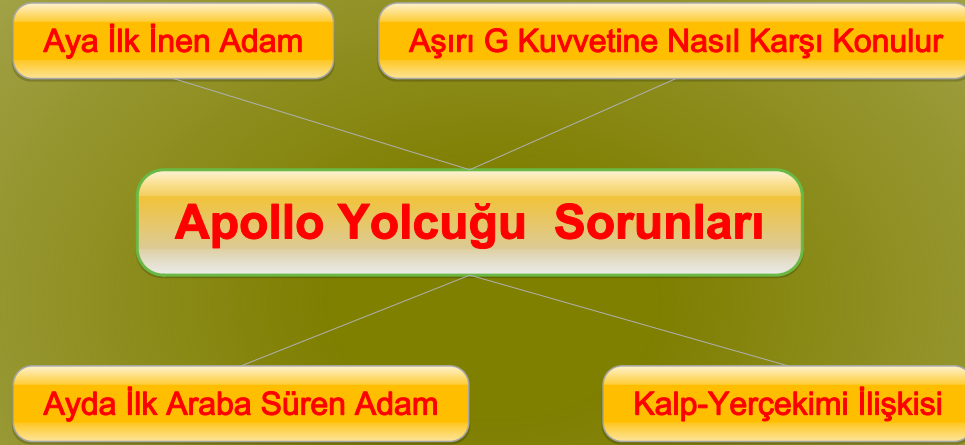 Aya İlk İnen Adam
Aşırı G Kuvvetine Nasıl Karşı Konulur
Apollo Yolcuğu Sorunları
Ayda İlk Araba Süren Adam
Kalp-Yerçekimi İlişkisi